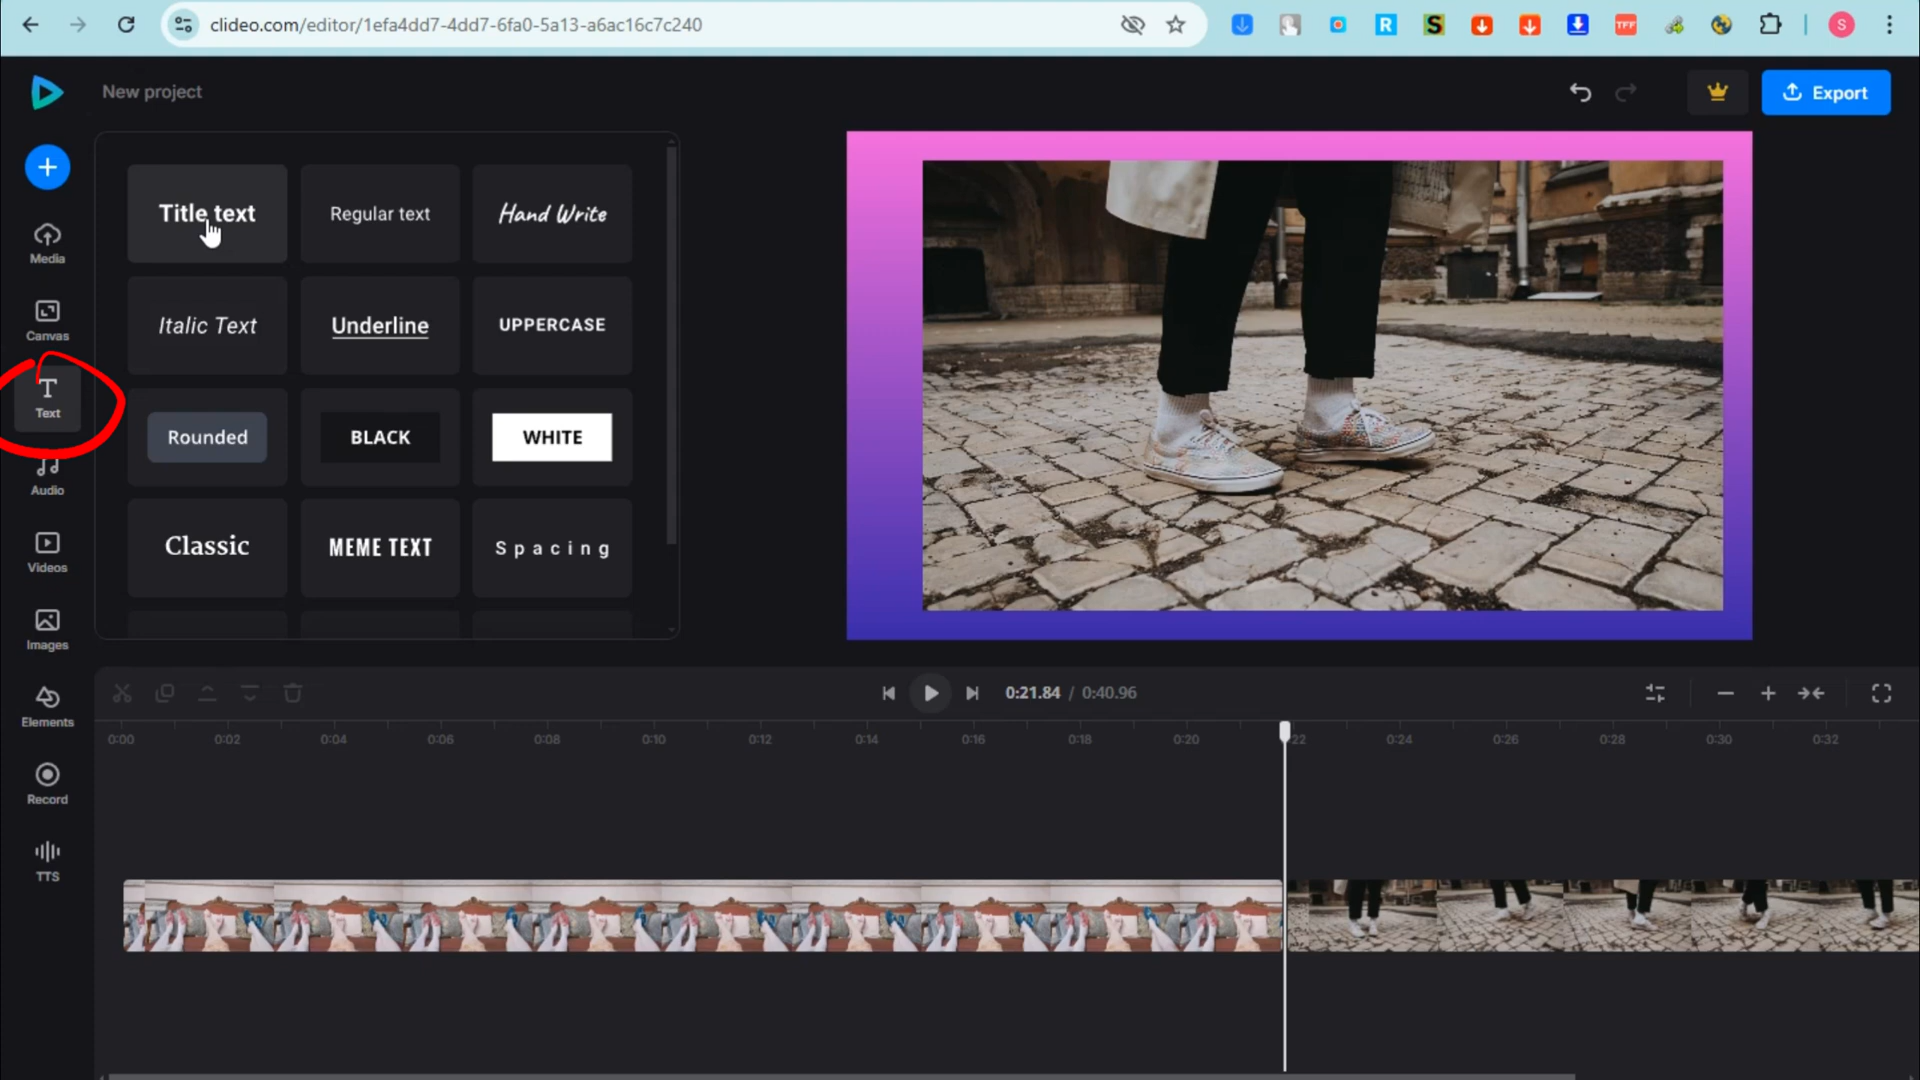 clideo.com/editor/1efa4dd7-4dd7-6fa0-5a13-a6ac16c7c240
R
S
TFF
S
New project
Export
Media
Canvas
Text
Audio
Videos
Images
Elements
Record
TTS
Title text
Regular text
Hand Write
Italic Text
Underline
UPPERCASE
Rounded
BLACK
WHITE
Classic
MEME TEXT
Spacing
0:21.84 / 0:40.96
0:00 0:02 0:04 0:06 0:08 0:10 0:12 0:14 0:16 0:18 0:20 22 0:24 0:26 0:28 0:30 0:32